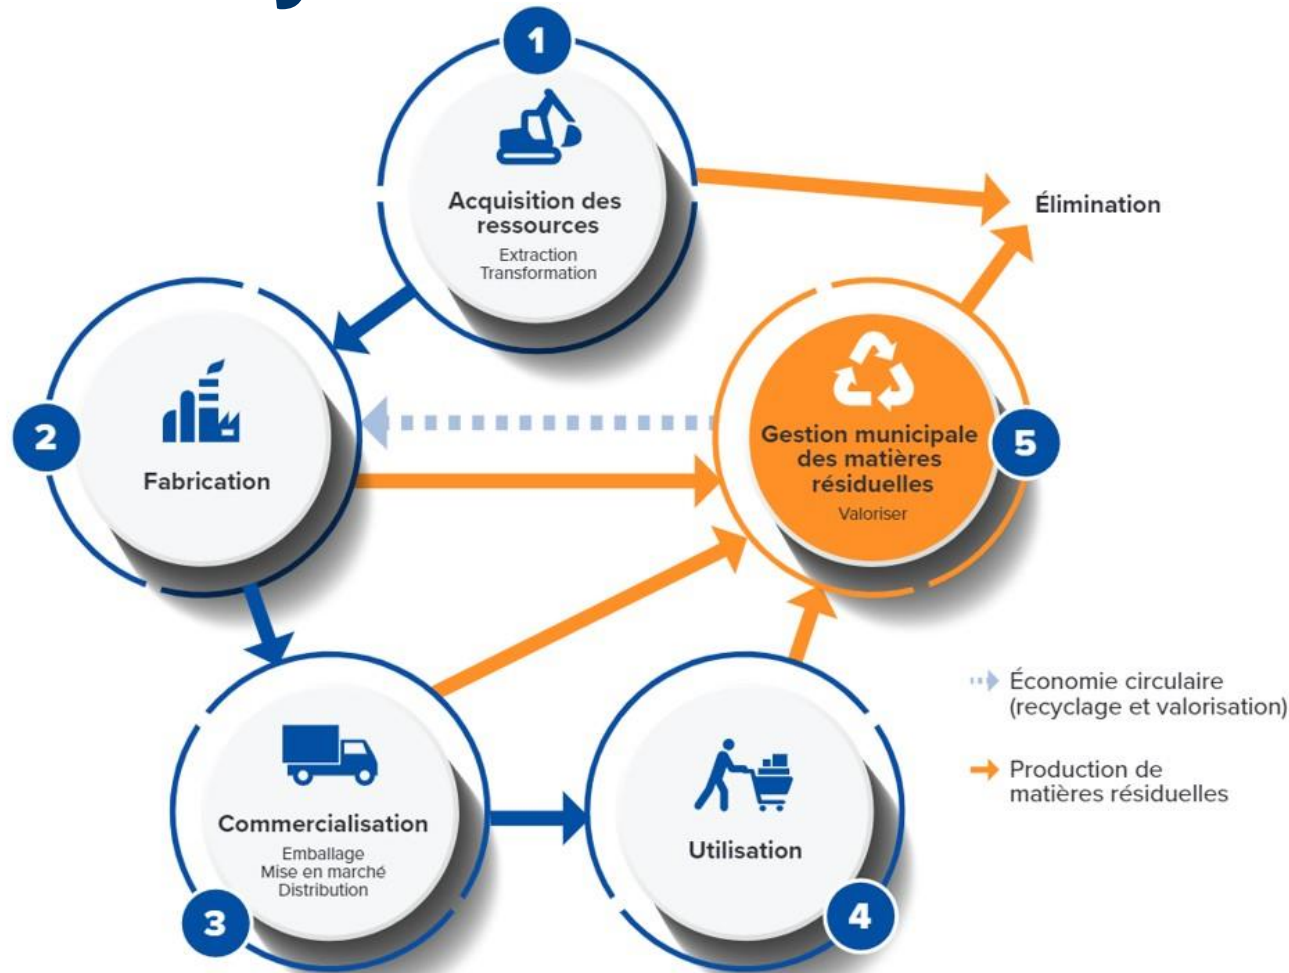 1
Acquisition des
ressources
Extraction
Transformation
Élimination
2
Fabrication
5
Gestion municipale
des matières
résiduelles
Valoriser
3
Commercialisation
Emballage
Mise en marché
Distribution
4
Utilisation
Économie circulaire
(recyclage et valorisation)
Production de
matières résiduelles